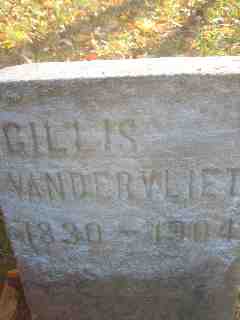 GILLIS
VANDERVLIET
1830 - 1904